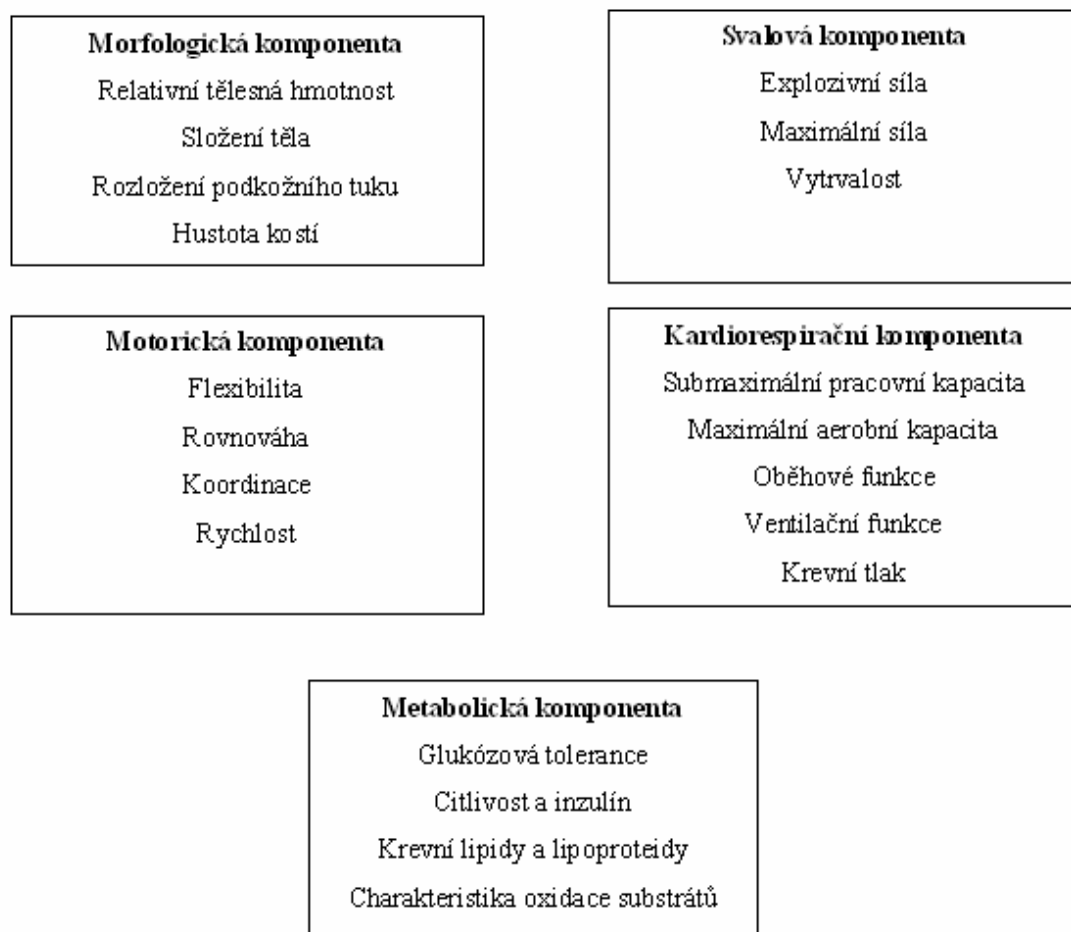 Morfologická komponenta
Relativní tělesná hmotnost
Složení těla
Rozložení podkožního tuku
Hustota kostí
Svalová komponenta
Explozivní síla
Maximální síla
Vytrvalost
Motorická komponenta
Flexibilita
Rovnováha
Koordinace
Rychlost
Kardiorespirační komponenta
Submaximální pracovní kapacita
Maximální aerobní kapacita
Oběhové funkce
Ventilační funkce
Krevní tlak
Metabolická komponenta
Glukózová tolerance
Citlivost a inzulín
Krevní lipidy a lipoproteidy
Charakteristika oxidace substrátů